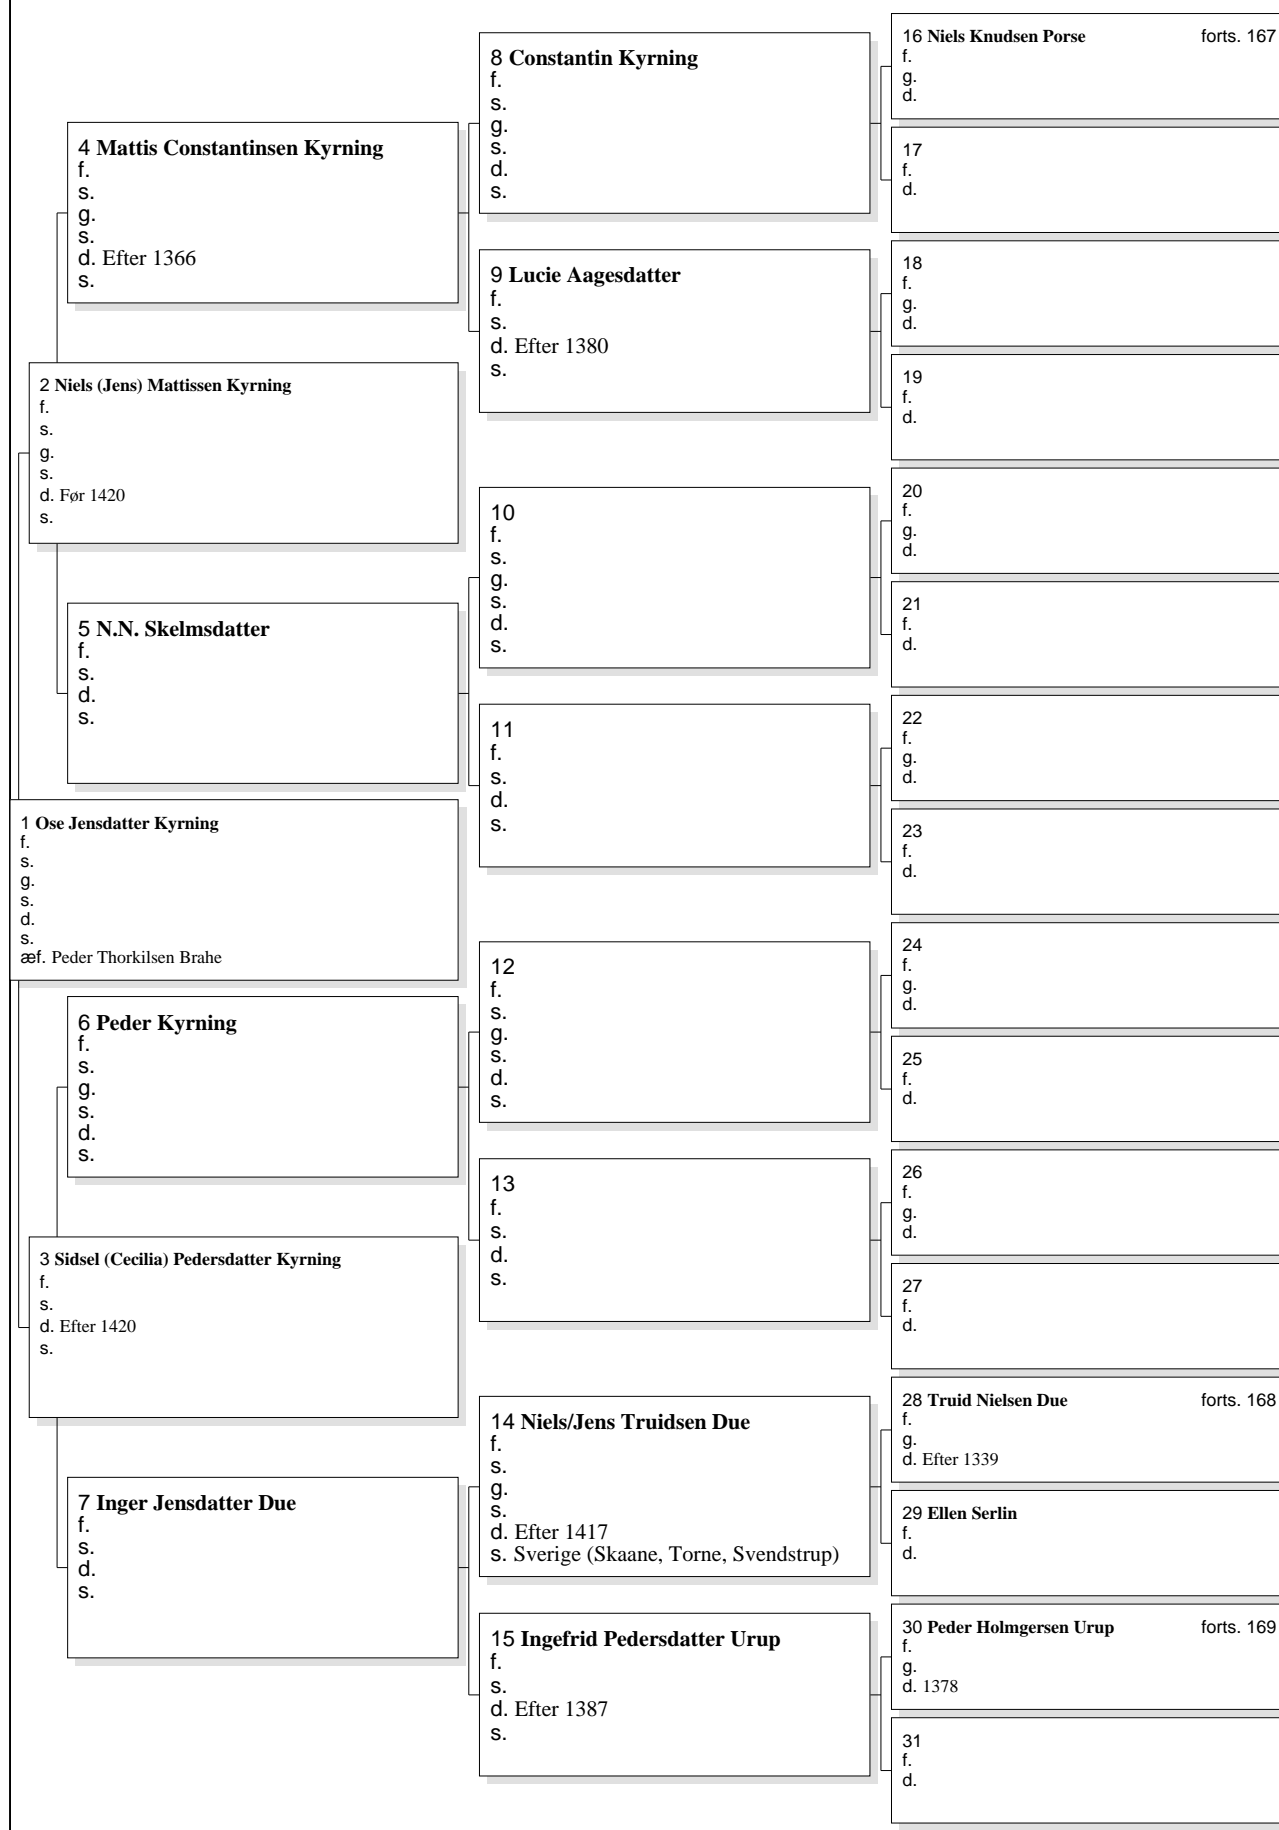 16 Niels Knudsen Porse forts. 167
f.
g.
d.
8 Constantin Kyrning
f.
s.
g.
s.
d.
s.
17
f.
d.
4 Mattis Constantinsen Kyrning
f.
s.
g.
s.
d. Efter 1366
s.
18
f.
g.
d.
9 Lucie Aagesdatter
f.
s.
d. Efter 1380
s.
19
f.
d.
2 Niels (Jens) Mattissen Kyrning
f.
s.
g.
s.
d. Før 1420
s.
20
f.
g.
d.
10
f.
s.
g.
s.
d.
s.
21
f.
d.
5 N.N. Skelmsdatter
f.
s.
d.
s.
22
f.
g.
d.
11
f.
s.
d.
s.
23
f.
d.
1 Ose Jensdatter Kyrning
f.
s.
g.
s.
d.
s.
æf. Peder Thorkilsen Brahe
24
f.
g.
d.
12
f.
s.
g.
s.
d.
s.
25
f.
d.
6 Peder Kyrning
f.
s.
g.
s.
d.
s.
26
f.
g.
d.
13
f.
s.
d.
s.
27
f.
d.
3 Sidsel (Cecilia) Pedersdatter Kyrning
f.
s.
d. Efter 1420
s.
28 Truid Nielsen Due forts. 168
f.
g.
d. Efter 1339
14 Niels/Jens Truidsen Due
f.
s.
g.
s.
d. Efter 1417
s. Sverige (Skaane, Torne, Svendstrup)
29 Ellen Serlin
f.
d.
7 Inger Jensdatter Due
f.
s.
d.
s.
30 Peder Holmgersen Urup forts. 169
f.
g.
d. 1378
15 Ingefrid Pedersdatter Urup
f.
s.
d. Efter 1387
s.
31
f.
d.